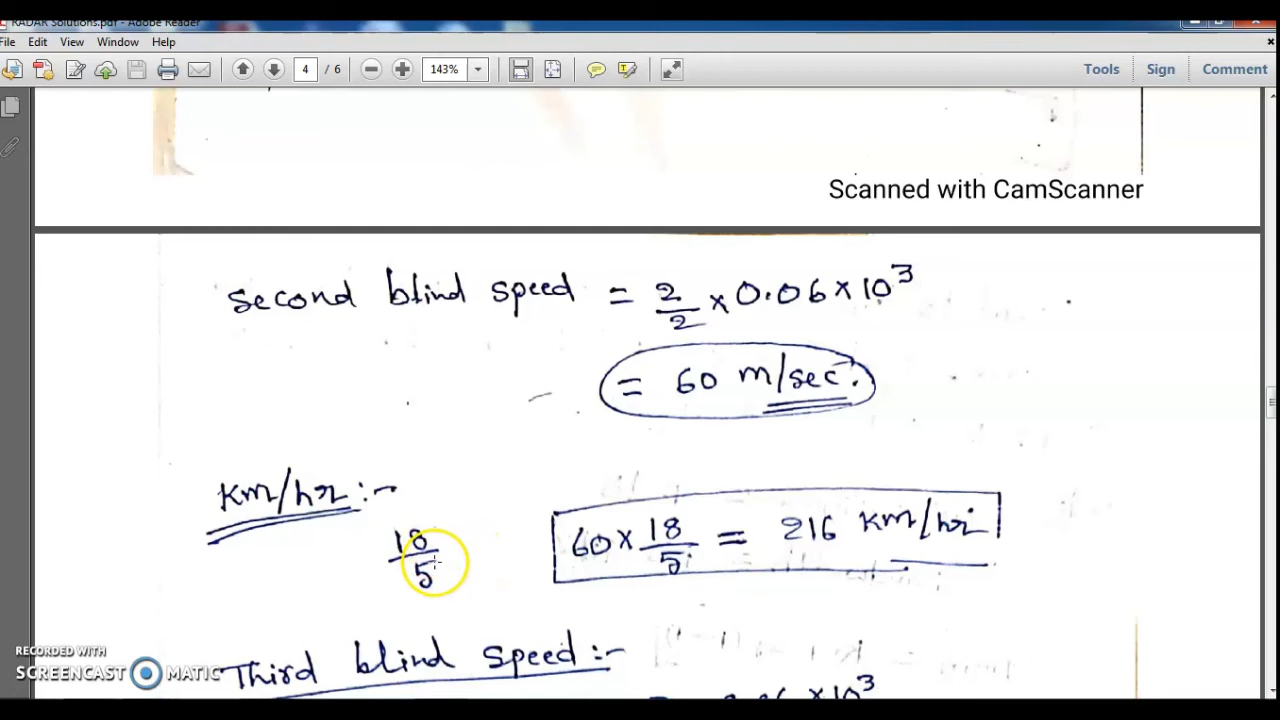 RADAR Solutions.pdf - Adobe Reader
File Edit View Window Help
4 / 6 143% Tools Sign Comment
Scanned with CamScanner
second blind speed = 2/2 × 0.06 × 10³
= 60 m/sec.
Km/hr :-
18/5 60 × 18/5 = 216 Km/hr
Third blind speed :-
RECORDED WITH
SCREENCAST MATIC